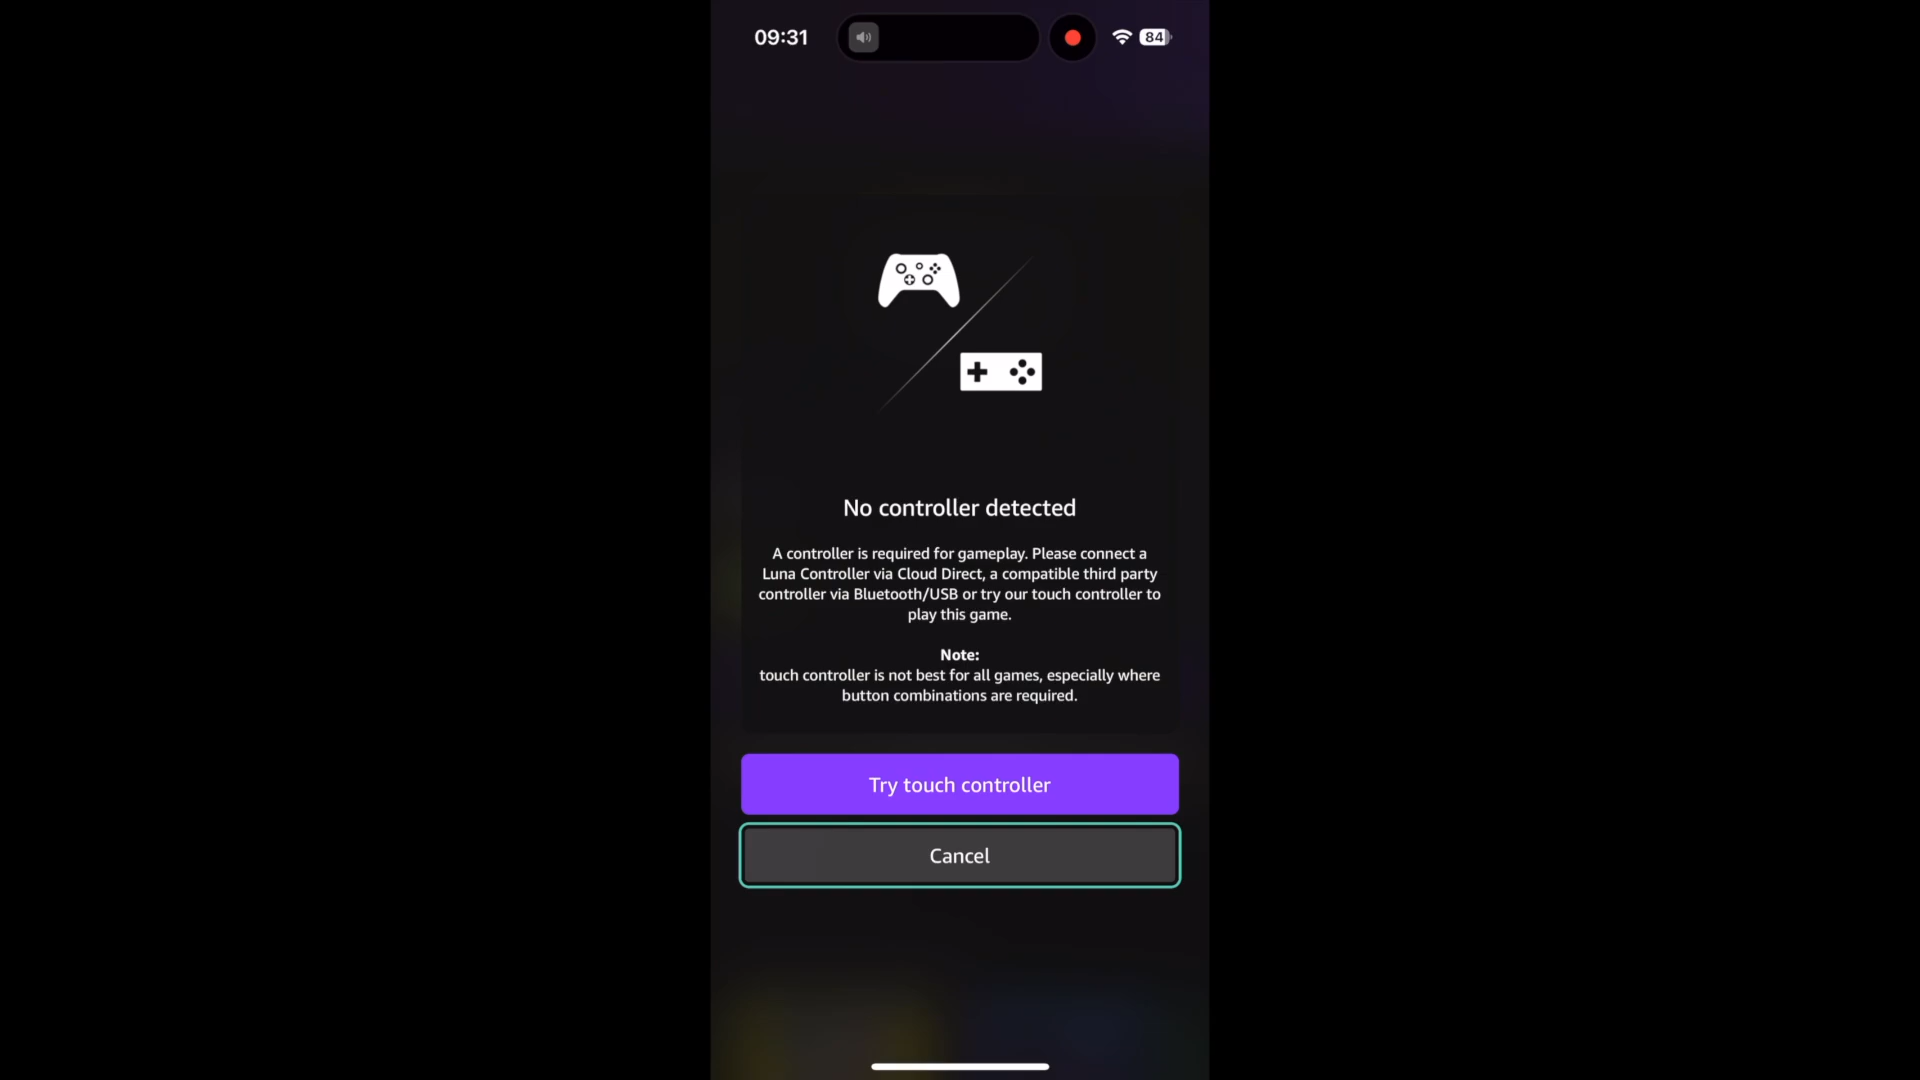 09:31
84
No controller detected
A controller is required for gameplay. Please connect a
Luna Controller via Cloud Direct, a compatible third party
controller via Bluetooth/USB or try our touch controller to
play this game.
Note:
touch controller is not best for all games, especially where
button combinations are required.
Try touch controller
Cancel